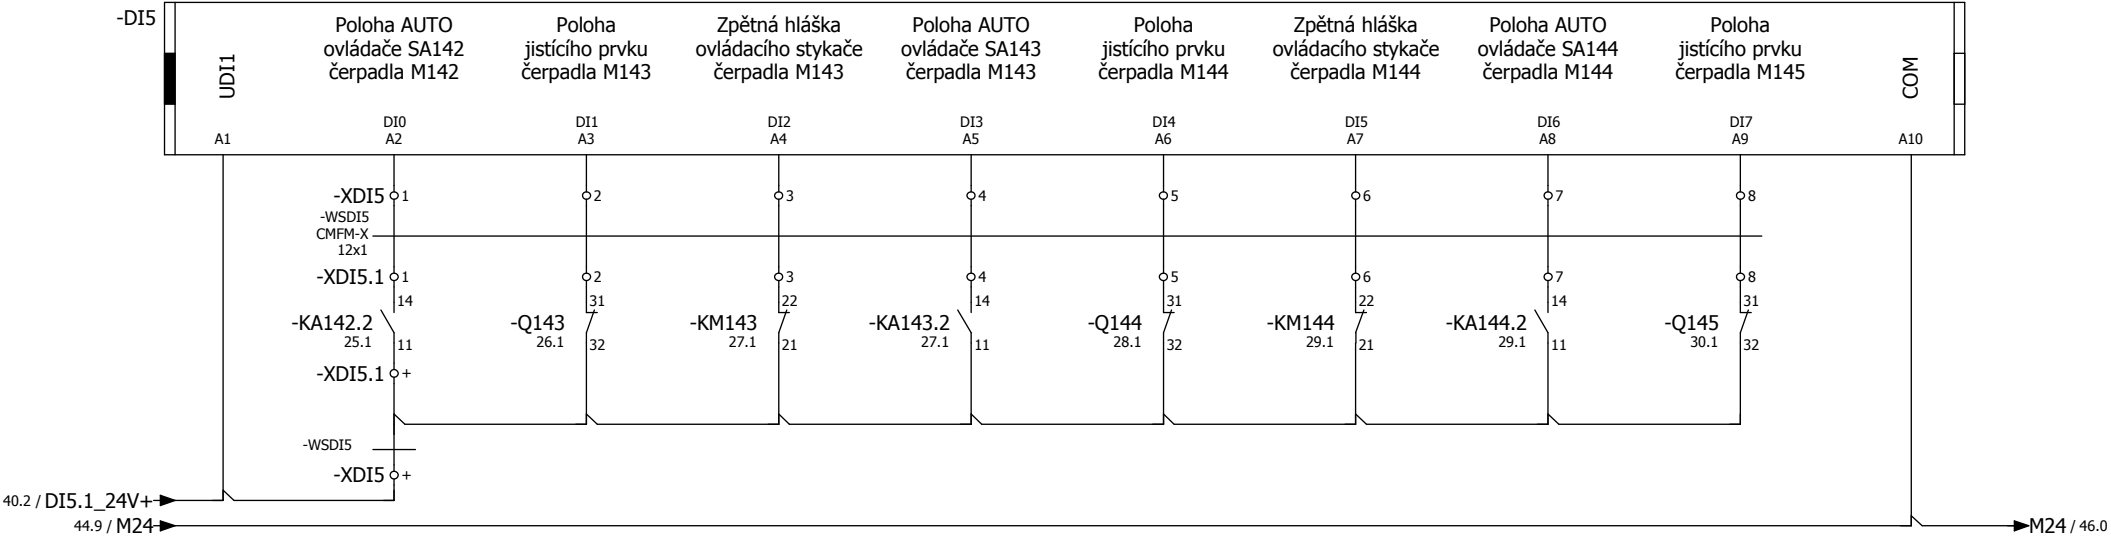 -DI5
UDI1
Poloha AUTO
ovládače SA142
čerpadla M142
Poloha
jistícího prvku
čerpadla M143
Zpětná hláška
ovládacího stykače
čerpadla M143
Poloha AUTO
ovládače SA143
čerpadla M143
Poloha
jistícího prvku
čerpadla M144
Zpětná hláška
ovládacího stykače
čerpadla M144
Poloha AUTO
ovládače SA144
čerpadla M144
Poloha
jistícího prvku
čerpadla M145
COM
DI0 DI1 DI2 DI3 DI4 DI5 DI6 DI7
A1 A2 A3 A4 A5 A6 A7 A8 A9 A10
-XDI5 1 2 3 4 5 6 7 8
-WSDI5
CMFM-X
12x1
-XDI5.1 1 2 3 4 5 6 7 8
14 31 22 14 31 22 14 31
-KA142.2 -Q143 -KM143 -KA143.2 -Q144 -KM144 -KA144.2 -Q145
25.1 11 26.1 32 27.1 21 27.1 11 28.1 32 29.1 21 29.1 11 30.1 32
-XDI5.1 +
-WSDI5
-XDI5 +
40.2 / DI5.1_24V+
44.9 / M24 M24 / 46.0